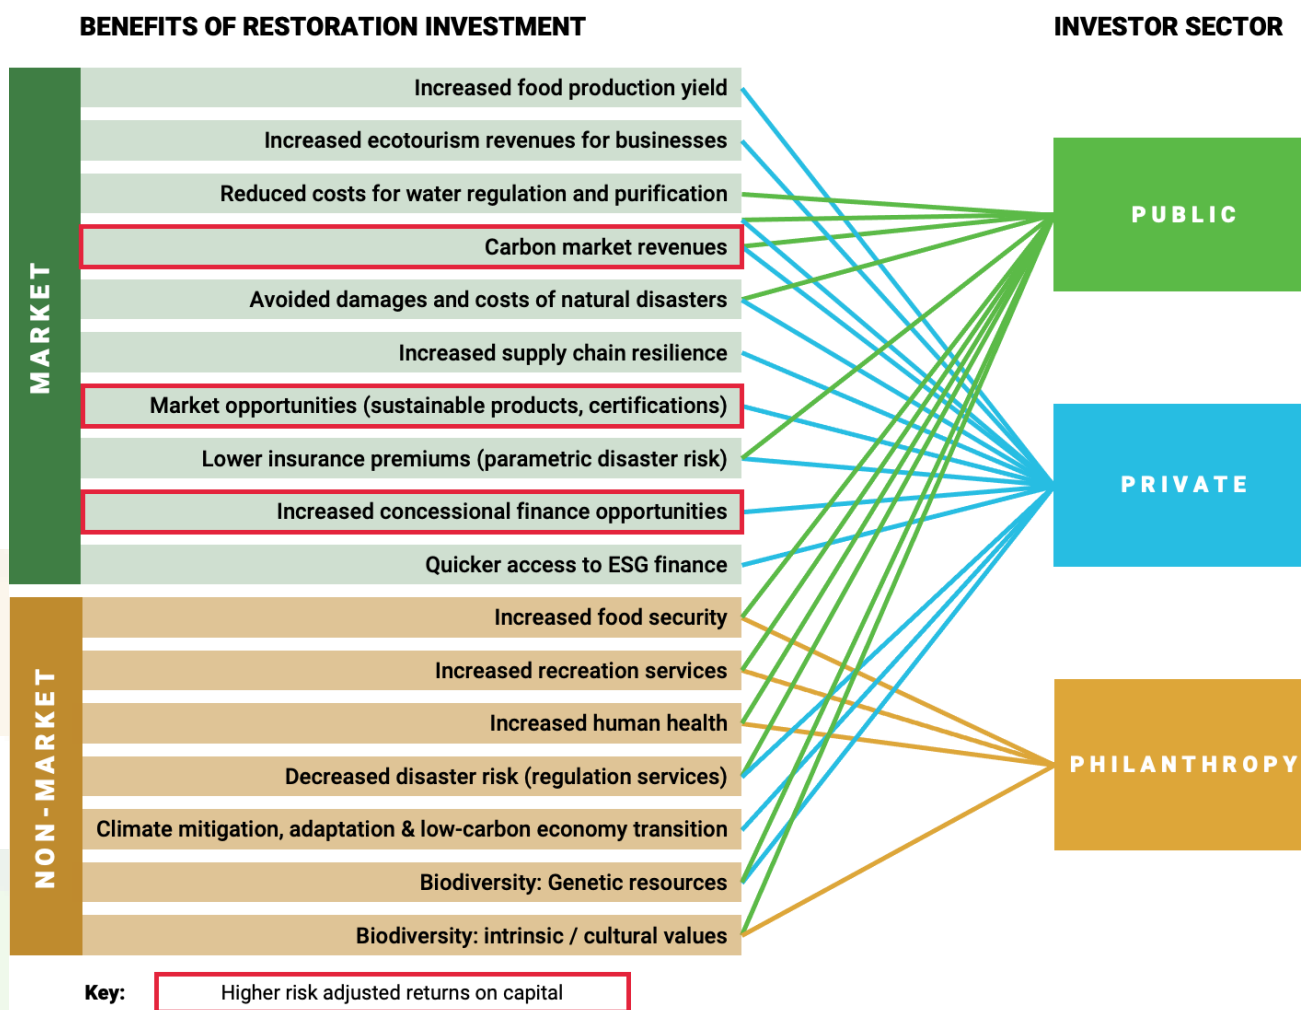 BENEFITS OF RESTORATION INVESTMENT
INVESTOR SECTOR
MARKET
Increased food production yield
Increased ecotourism revenues for businesses
Reduced costs for water regulation and purification
Carbon market revenues
Avoided damages and costs of natural disasters
Increased supply chain resilience
Market opportunities (sustainable products, certifications)
Lower insurance premiums (parametric disaster risk)
Increased concessional finance opportunities
Quicker access to ESG finance
NON-MARKET
Increased food security
Increased recreation services
Increased human health
Decreased disaster risk (regulation services)
Climate mitigation, adaptation & low-carbon economy transition
Biodiversity: Genetic resources
Biodiversity: intrinsic / cultural values
PUBLIC
PRIVATE
PHILANTHROPY
Key:
Higher risk adjusted returns on capital